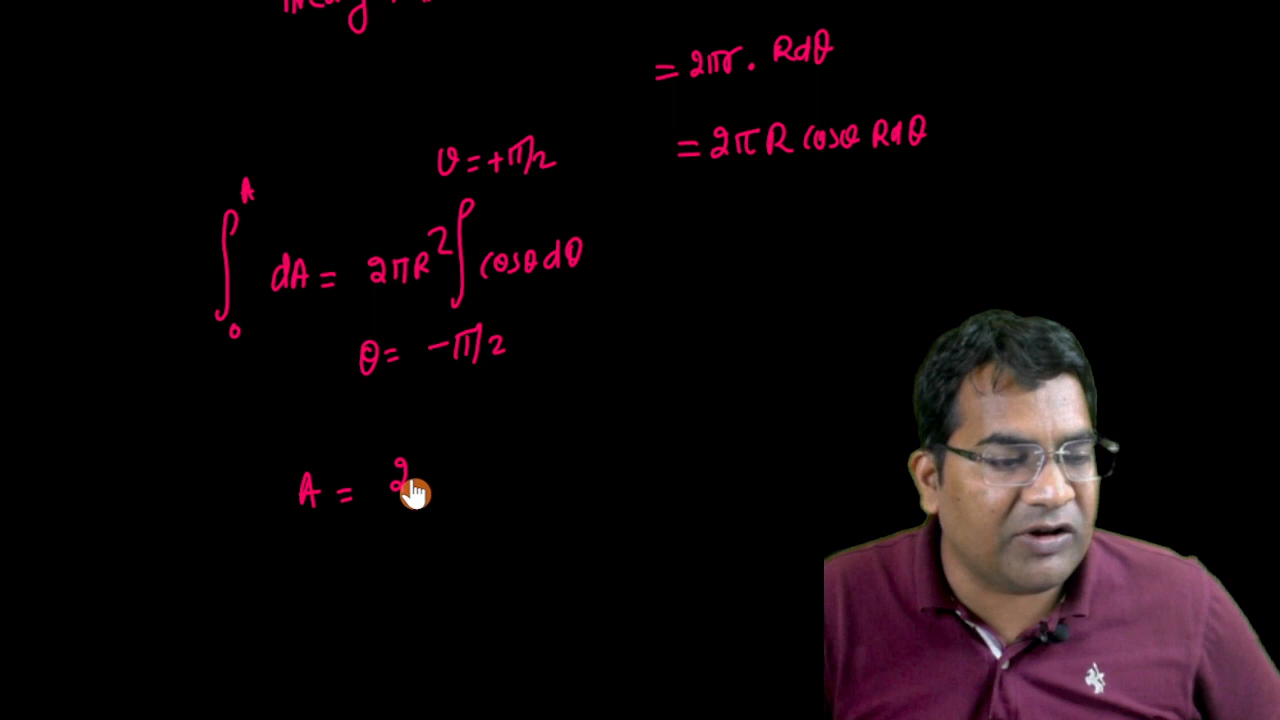 = 2πr. Rdθ
= 2πR cosθ Rdθ
θ=+π/2
∫₀ᴬ dA = 2πR² ∫ cosθ dθ
θ= -π/2
A = 2